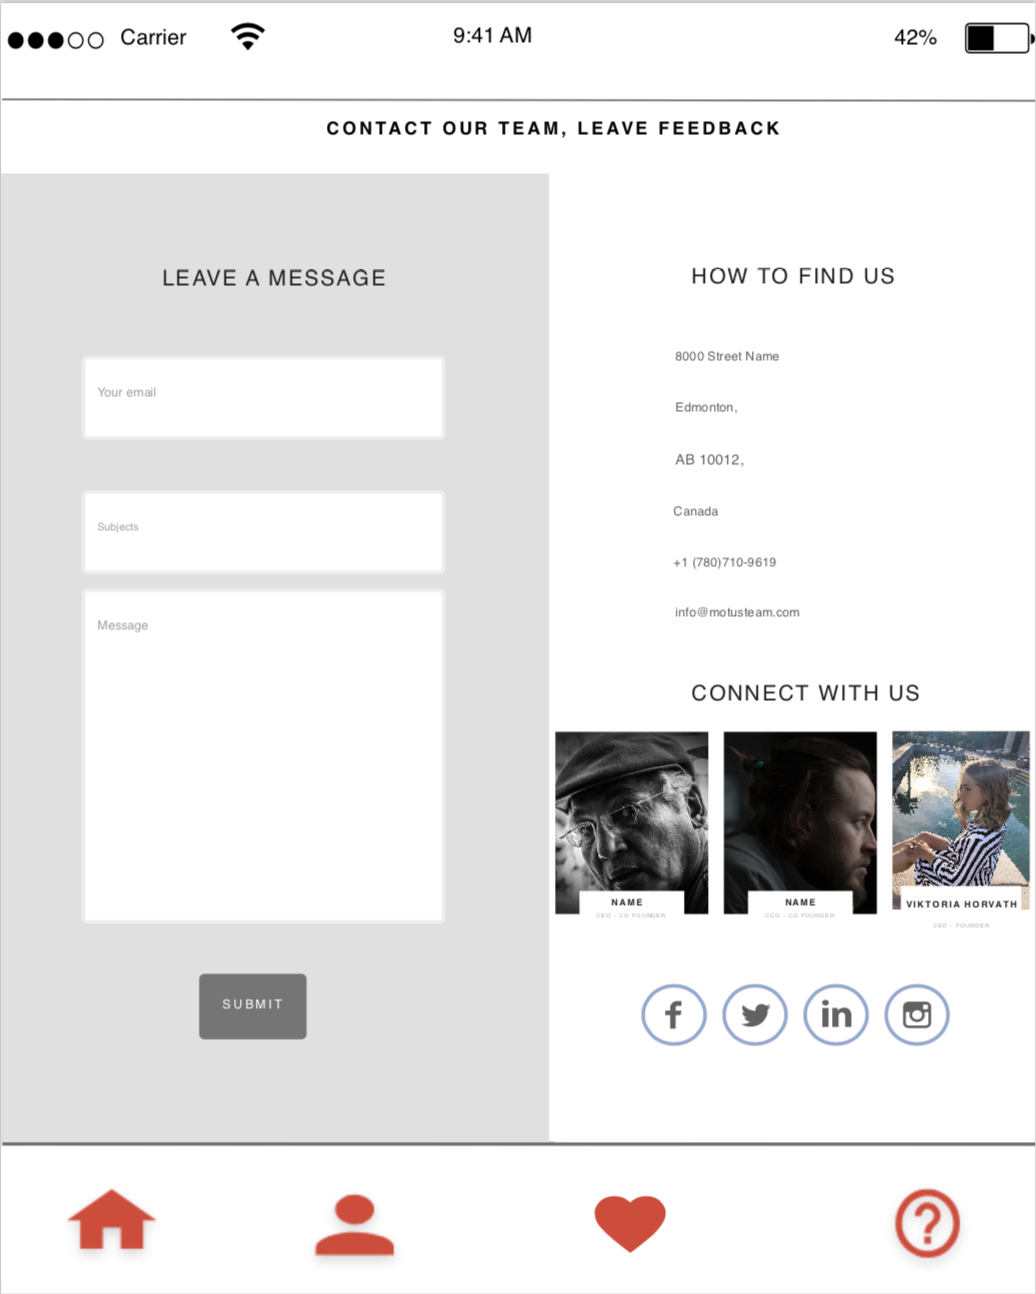 Carrier 9:41 AM 42%
CONTACT OUR TEAM, LEAVE FEEDBACK
LEAVE A MESSAGE
Your email
Subjects
Message
SUBMIT
HOW TO FIND US
8000 Street Name
Edmonton,
AB 10012,
Canada
+1 (780)710-9619
info@motusteam.com
CONNECT WITH US
NAME
CEO - CO FOUNDER
NAME
CCO - CO FOUNDER
VIKTORIA HORVATH
CEO - FOUNDER